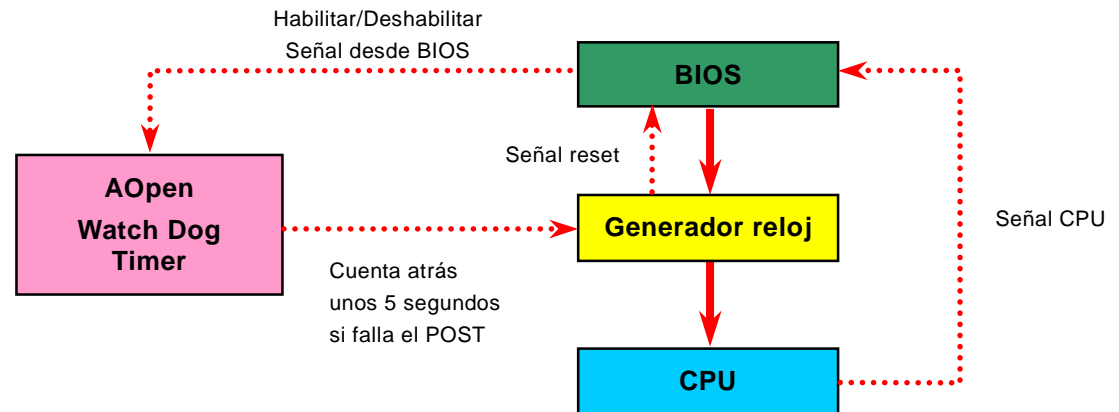 Habilitar/Deshabilitar
Señal desde BIOS
BIOS
Señal reset
AOpen
Watch Dog
Timer
Generador reloj
Señal CPU
Cuenta atrás
unos 5 segundos
si falla el POST
CPU